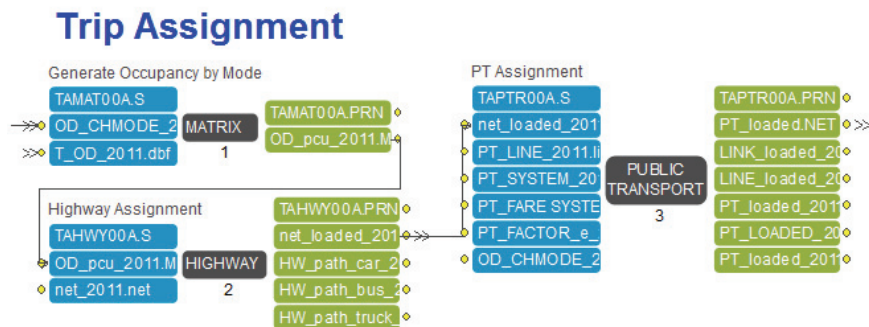 Trip Assignment
Generate Occupancy by Mode
TAMAT00A.S
OD_CHMODE_2
T_OD_2011.dbf
MATRIX
1
TAMAT00A.PRN
OD_pcu_2011.M
Highway Assignment
TAHWY00A.S
OD_pcu_2011.M
net_2011.net
HIGHWAY
2
TAHWY00A.PRN
net_loaded_201
HW_path_car_2
HW_path_bus_2
HW_path_truck_
PT Assignment
TAPTR00A.S
net_loaded_201
PT_LINE_2011.li
PT_SYSTEM_20
PT_FARE SYSTE
PT_FACTOR_e_
OD_CHMODE_2
PUBLIC
TRANSPORT
3
TAPTR00A.PRN
PT_loaded.NET
LINK_loaded_20
LINE_loaded_20
PT_loaded_201
PT_LOADED_20
PT_loaded_201